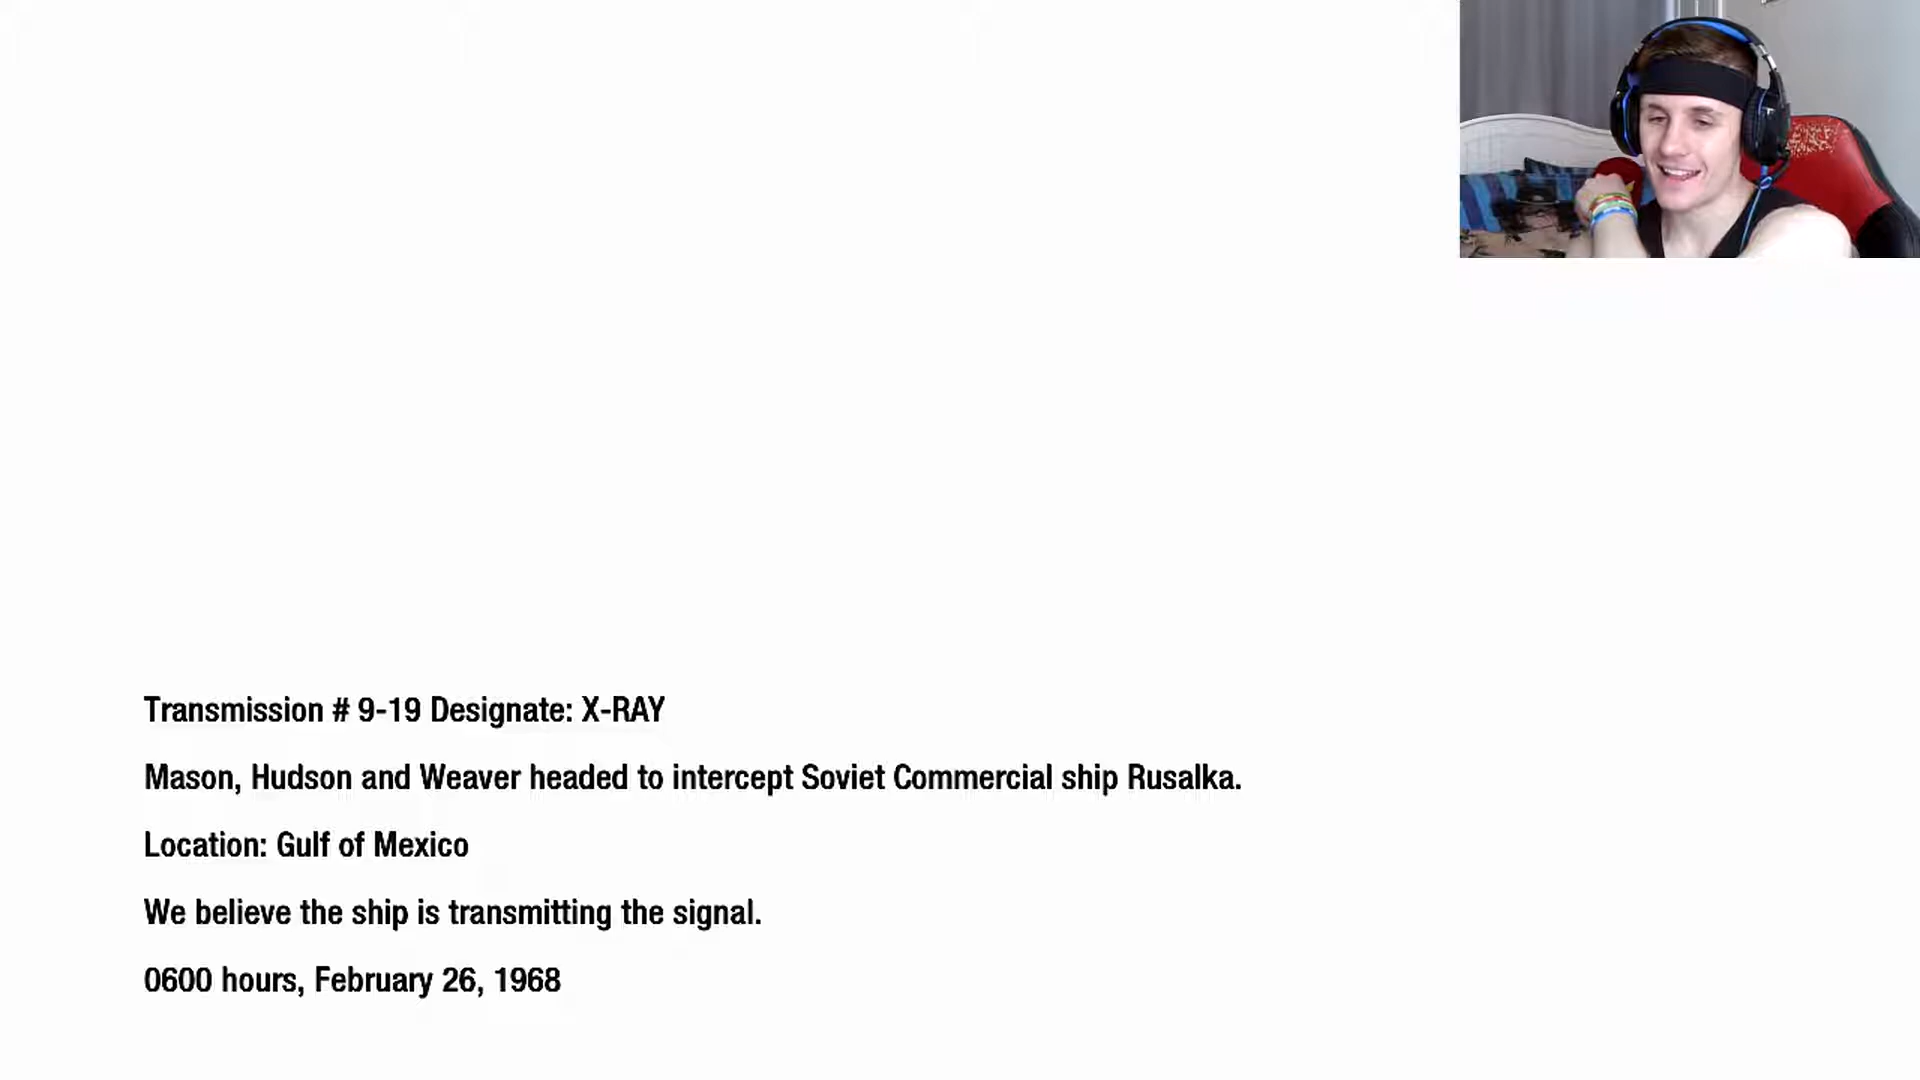 Transmission # 9-19 Designate: X-RAY
Mason, Hudson and Weaver headed to intercept Soviet Commercial ship Rusalka.
Location: Gulf of Mexico
We believe the ship is transmitting the signal.
0600 hours, February 26, 1968